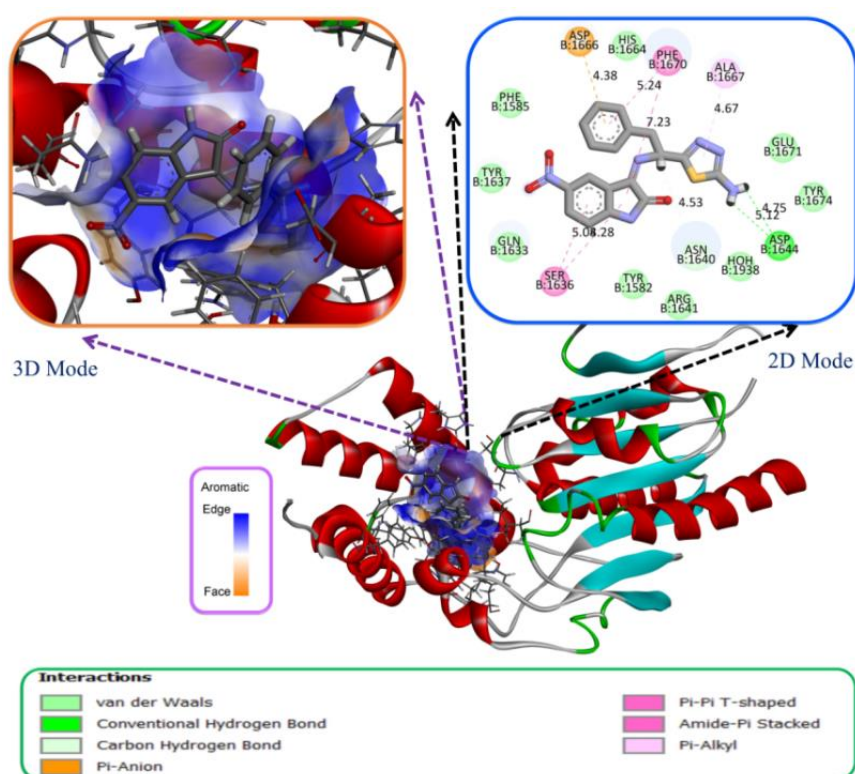 ASP
B:1666
HIS
B:1664
PHE
B:1670
ALA
B:1667
4.38
5.24
4.67
PHE
B:1585
7.23
GLU
B:1671
TYR
B:1637
TYR
B:1674
4.53
4.75
5.12
GLN
B:1633
5.04
4.28
ASN
B:1640
HOH
B:1938
ASP
B:1644
SER
B:1636
TYR
B:1582
ARG
B:1641
3D Mode
2D Mode
Aromatic
Edge
Face
Interactions
van der Waals
Conventional Hydrogen Bond
Carbon Hydrogen Bond
Pi-Anion
Pi-Pi T-shaped
Amide-Pi Stacked
Pi-Alkyl